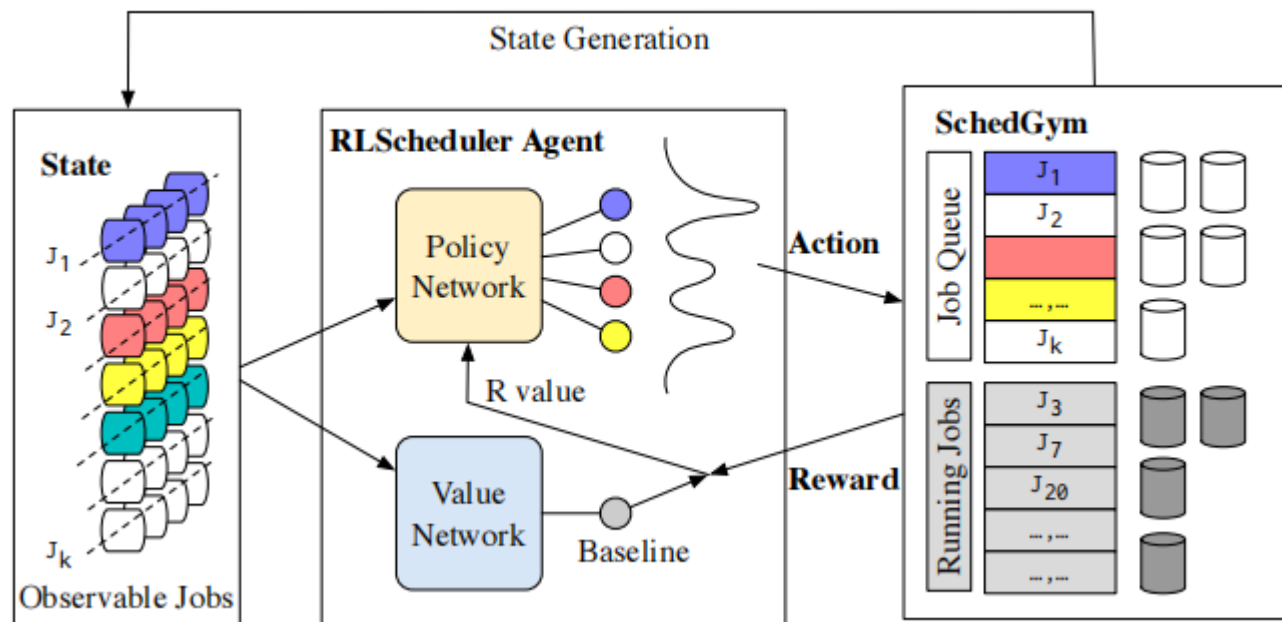 State Generation
State
J1
J2
Jk
Observable Jobs
RLScheduler Agent
Policy
Network
R value
Value
Network
Baseline
Action
Reward
SchedGym
Job Queue
J1
J2
...,...
Jk
Running Jobs
J3
J7
J20
...,...
...,...